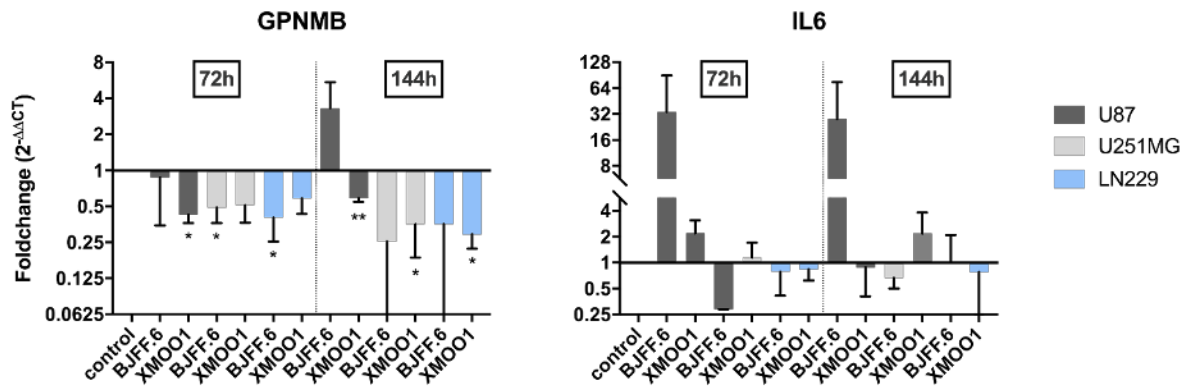 GPNMB
IL6
Foldchange (2^-ΔΔCT)
8
4
2
1
0.5
0.25
0.125
0.0625
72h
144h
*
*
*
**
*
*
control
BJFF.6
XMOO1
BJFF.6
XMOO1
BJFF.6
XMOO1
BJFF.6
XMOO1
BJFF.6
XMOO1
BJFF.6
XMOO1
128
64
32
16
8
4
2
1
0.5
0.25
72h
144h
control
BJFF.6
XMOO1
BJFF.6
XMOO1
BJFF.6
XMOO1
BJFF.6
XMOO1
BJFF.6
XMOO1
BJFF.6
XMOO1
U87
U251MG
LN229